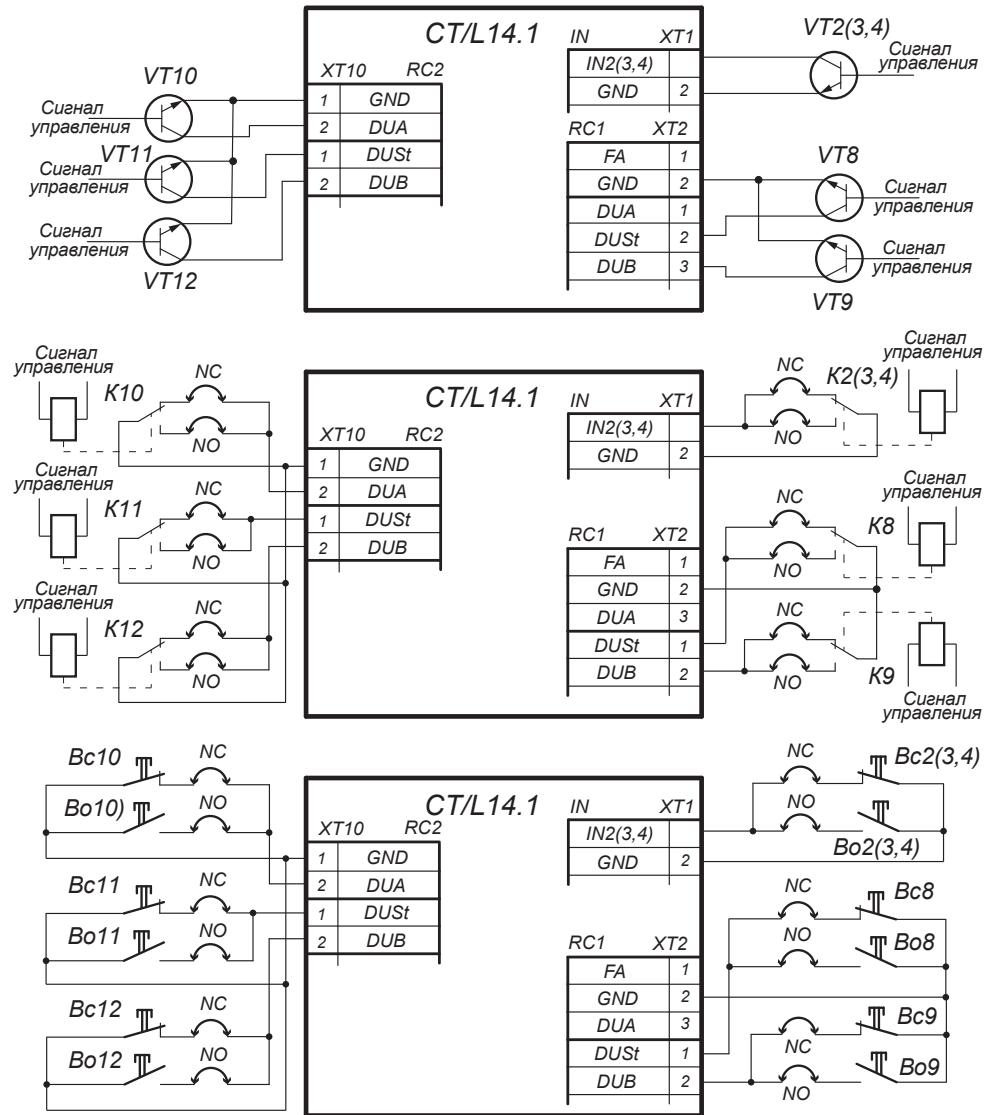 CT/L14.1
VT10
Сигнал
управления
VT11
Сигнал
управления
Сигнал
управления
VT12
XT10 RC2
1 GND
2 DUA
1 DUSt
2 DUB
IN XT1
IN2(3,4)
GND 2
RC1 XT2
FA 1
GND 2
DUA 1
DUSt 2
DUB 3
VT2(3,4)
Сигнал
управления
VT8
Сигнал
управления
Сигнал
управления
VT9
CT/L14.1
Сигнал
управления
K10
NC
NO
Сигнал
управления
K11
NC
NO
Сигнал
управления
K12
NC
NO
XT10 RC2
1 GND
2 DUA
1 DUSt
2 DUB
IN XT1
IN2(3,4)
GND 2
RC1 XT2
FA 1
GND 2
DUA 3
DUSt 1
DUB 2
NC
K2(3,4)
NO
Сигнал
управления
NC
K8
NO
Сигнал
управления
NC
K9
NO
Сигнал
управления
CT/L14.1
Bc10
NC
Bo10)
NO
Bc11
NC
Bo11
NO
Bc12
NC
Bo12
NO
XT10 RC2
1 GND
2 DUA
1 DUSt
2 DUB
IN XT1
IN2(3,4)
GND 2
RC1 XT2
FA 1
GND 2
DUA 3
DUSt 1
DUB 2
NC
Bc2(3,4)
NO
Bo2(3,4)
NC
Bc8
NO
Bo8
Bc9
NC
Bo9
NO